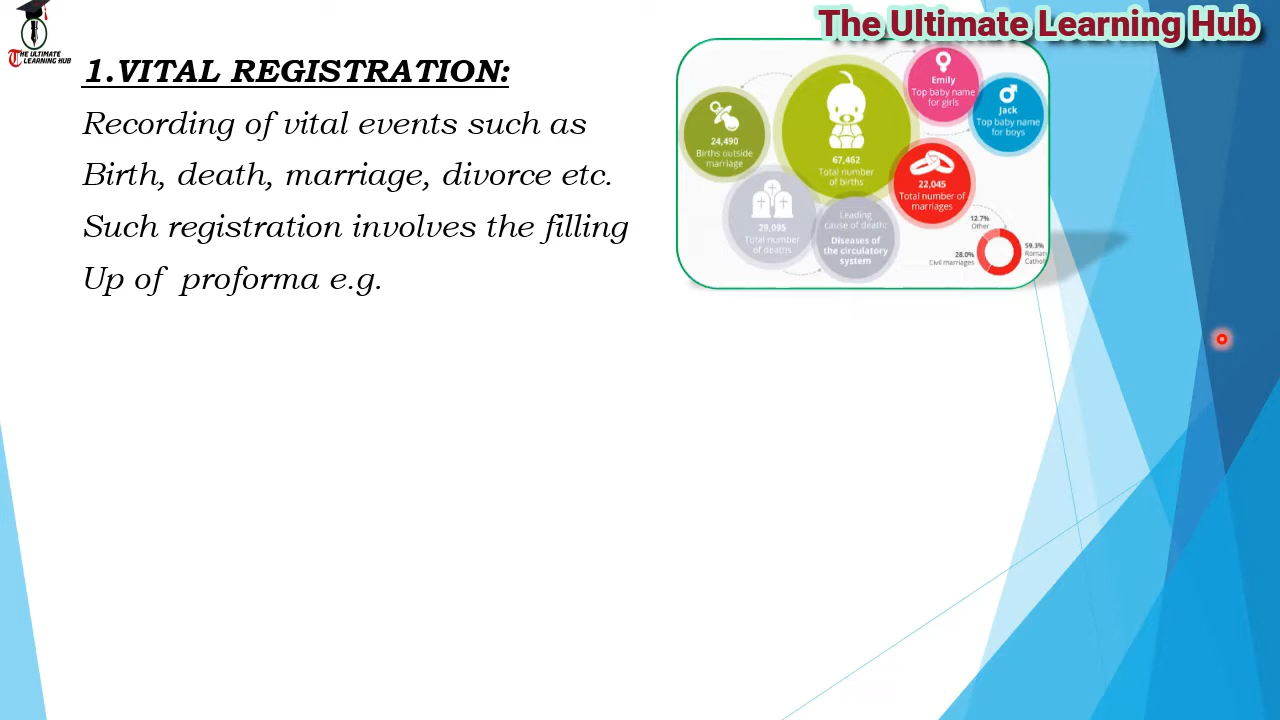 The Ultimate Learning Hub
THE ULTIMATE
LEARNING HUB
1.VITAL REGISTRATION:
Recording of vital events such as
Birth, death, marriage, divorce etc.
Such registration involves the filling
Up of proforma e.g.
Emily
Top baby name
for girls
Jack
Top baby name
for boys
24,490
Births outside
marriage
67,462
Total number
of births
22,045
Total number of
marriages
29,095
Total number
of deaths
Leading
cause of death:
Diseases of
the circulatory
system
12.7%
Other
28.0%
Civil marriages
59.3%
Roman
Cathol